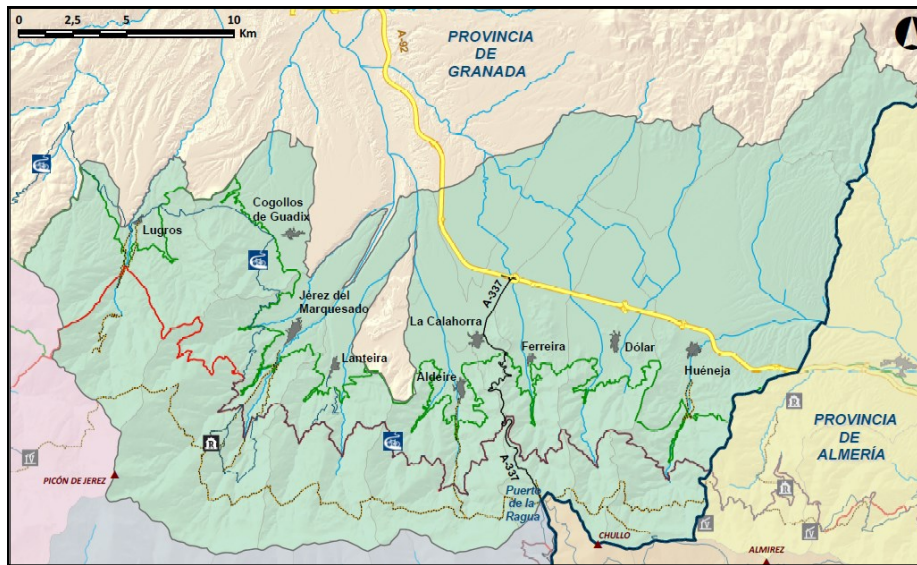 0 2,5 5 10
Km
A-92
PROVINCIA
DE
GRANADA
Cogollos
de Guadix
Lugros
Jérez del
Marquesado
A-337
La Calahorra
Ferreira
Dólar
Lanteira
Aldeire
Huéneja
PROVINCIA
DE
ALMERÍA
PICÓN DE JEREZ
A-337
Puerto
de la
Ragua
CHULLO
ALMIREZ